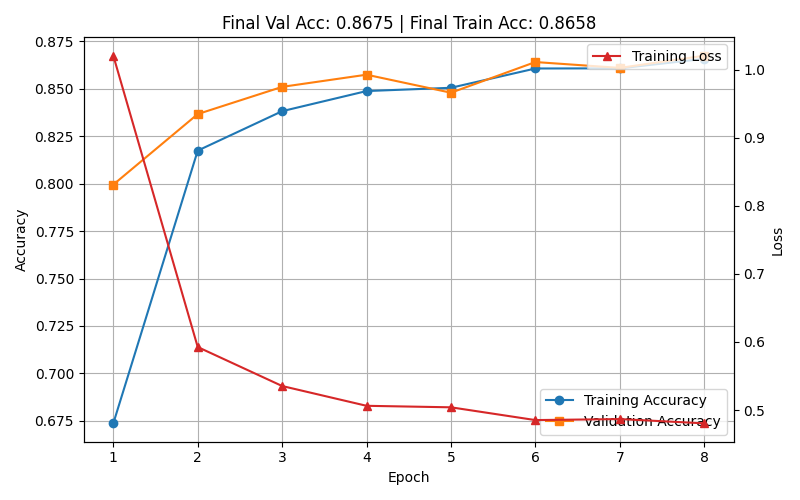 Final Val Acc: 0.8675 | Final Train Acc: 0.8658
0.875
0.850
0.825
0.800
0.775
0.750
0.725
0.700
0.675
Accuracy
1.0
0.9
0.8
0.7
0.6
0.5
Loss
Training Loss
Training Accuracy
Validation Accuracy
1 2 3 4 5 6 7 8
Epoch